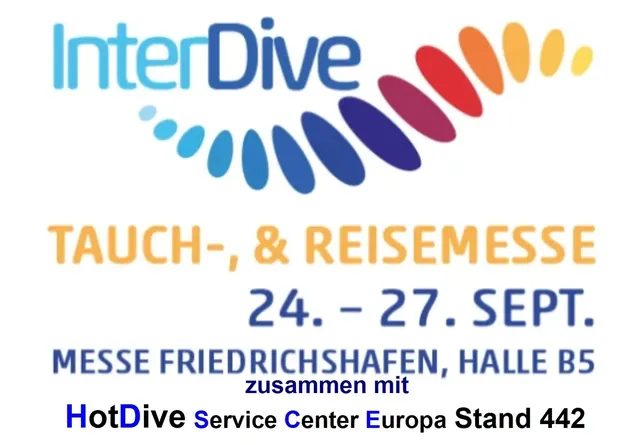 InterDive
TAUCH-, & REISEMESSE
24. – 27. SEPT.
MESSE FRIEDRICHSHAFEN, HALLE B5
zusammen mit
HotDive Service Center Europa Stand 442